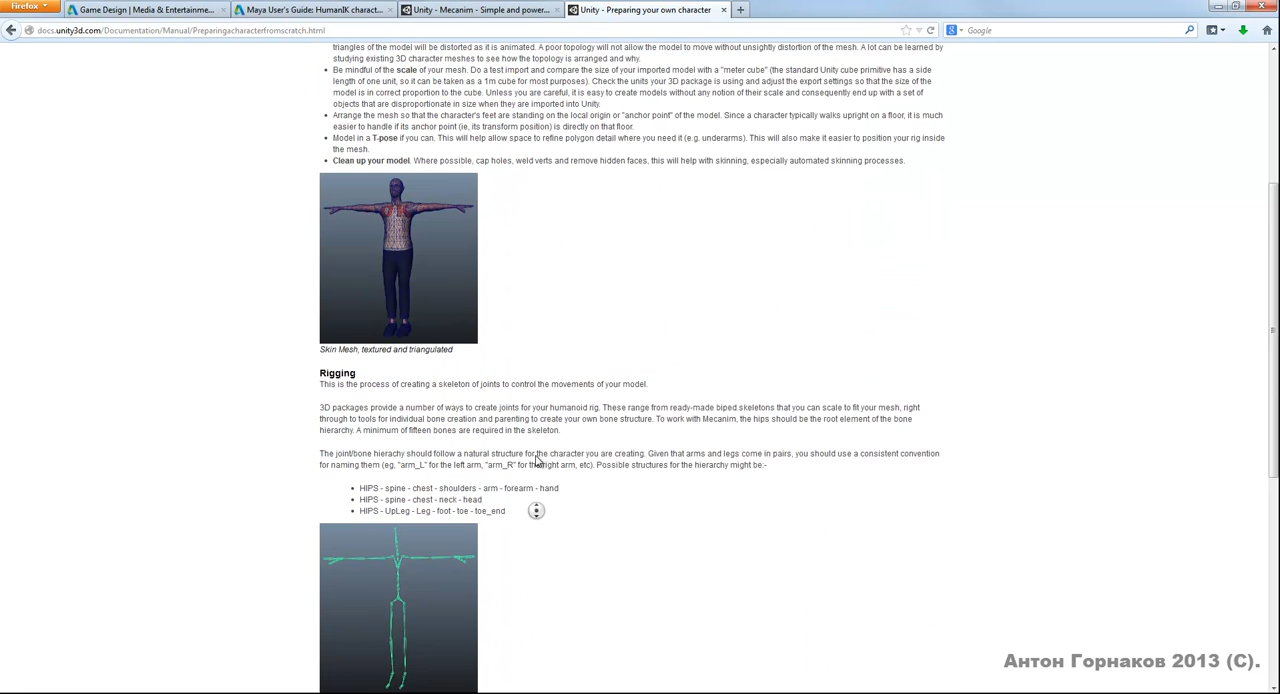 Firefox
Game Design | Media & Entertainme...
Maya User's Guide: HumanIK charact...
Unity - Mecanim - Simple and power...
Unity - Preparing your own character
docs.unity3d.com/Documentation/Manual/Preparingacharacterfromscratch.html
Google
triangles of the model will be distorted as it is animated. A poor topology will not allow the model to move without unsightly distortion of the mesh. A lot can be learned by
studying existing 3D character meshes to see how the topology is arranged and why.
• Be mindful of the scale of your mesh. Do a test import and compare the size of your imported model with a "meter cube" (the standard Unity cube primitive has a side
length of one unit, so it can be taken as a 1m cube for most purposes). Check the units your 3D package is using and adjust the export settings so that the size of the
model is in correct proportion to the cube. Unless you are careful, it is easy to create models without any notion of their scale and consequently end up with a set of
objects that are disproportionate in size when they are imported into Unity.
• Arrange the mesh so that the character's feet are standing on the local origin or "anchor point" of the model. Since a character typically walks upright on a floor, it is much
easier to handle if its anchor point (ie, its transform position) is directly on that floor.
• Model in a T-pose if you can. This will help allow space to refine polygon detail where you need it (e.g. underarms). This will also make it easier to position your rig inside
the mesh.
• Clean up your model. Where possible, cap holes, weld verts and remove hidden faces, this will help with skinning, especially automated skinning processes.
Skin Mesh, textured and triangulated
Rigging
This is the process of creating a skeleton of joints to control the movements of your model.
3D packages provide a number of ways to create joints for your humanoid rig. These range from ready-made biped skeletons that you can scale to fit your mesh, right
through to tools for individual bone creation and parenting to create your own bone structure. To work with Mecanim, the hips should be the root element of the bone
hierarchy. A minimum of fifteen bones are required in the skeleton.
The joint/bone hierachy should follow a natural structure for the character you are creating. Given that arms and legs come in pairs, you should use a consistent convention
for naming them (eg, "arm_L" for the left arm, "arm_R" for the right arm, etc). Possible structures for the hierarchy might be:-
• HIPS - spine - chest - shoulders - arm - forearm - hand
• HIPS - spine - chest - neck - head
• HIPS - UpLeg - Leg - foot - toe - toe_end
Антон Горнаков 2013 (C).